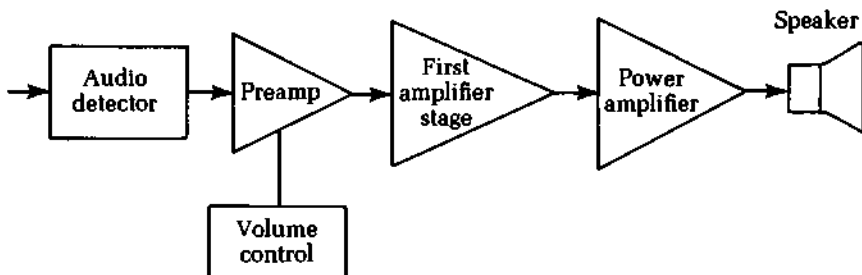 Speaker
Audio
detector
Preamp
First
amplifier
stage
Power
amplifier
Volume
control